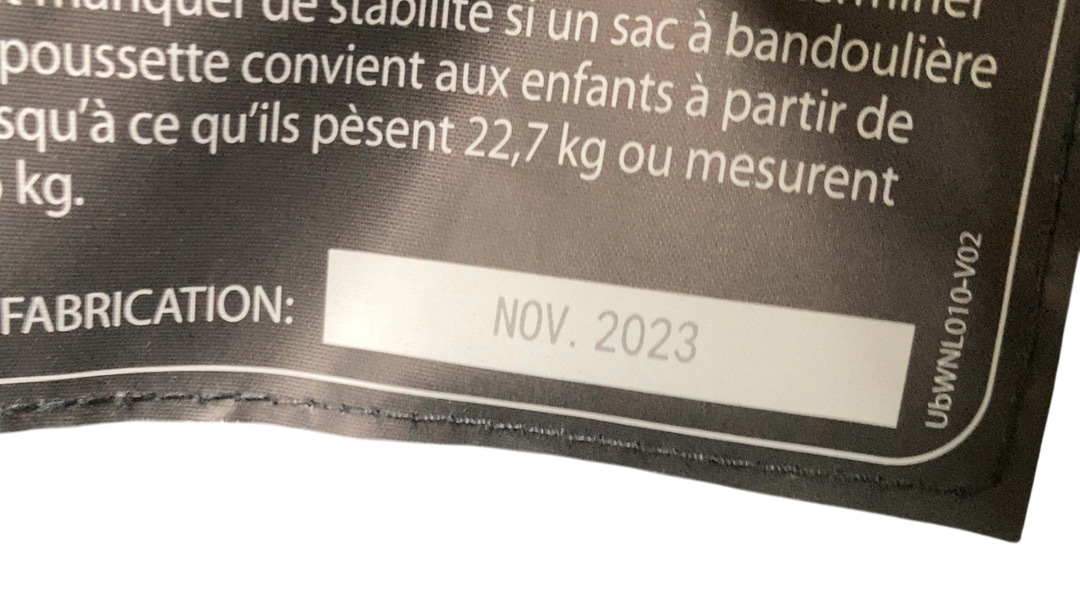 manquer de stabilité si un sac à bandoulière
poussette convient aux enfants à partir de
squ'à ce qu'ils pèsent 22,7 kg ou mesurent
kg.
FABRICATION:
NOV. 2023
UbWNL010-V02